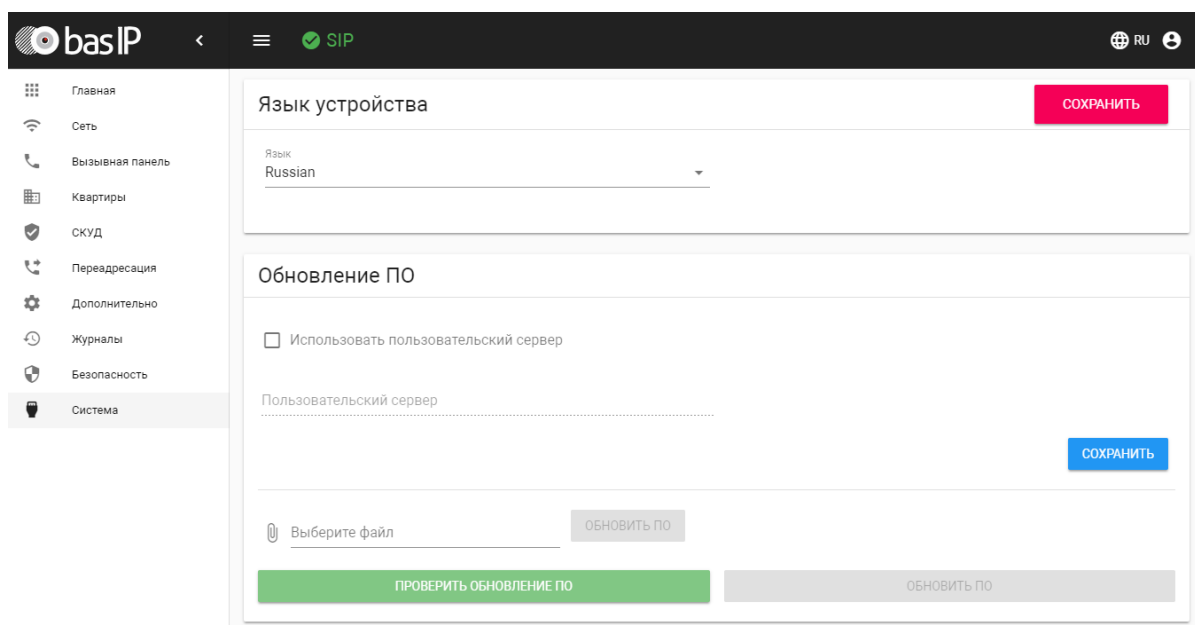 bas IP
SIP
RU
Главная
Сеть
Вызывная панель
Квартиры
СКУД
Переадресация
Дополнительно
Журналы
Безопасность
Система
Язык устройства
СОХРАНИТЬ
Язык
Russian
Обновление ПО
Использовать пользовательский сервер
Пользовательский сервер
СОХРАНИТЬ
Выберите файл
ОБНОВИТЬ ПО
ПРОВЕРИТЬ ОБНОВЛЕНИЕ ПО
ОБНОВИТЬ ПО